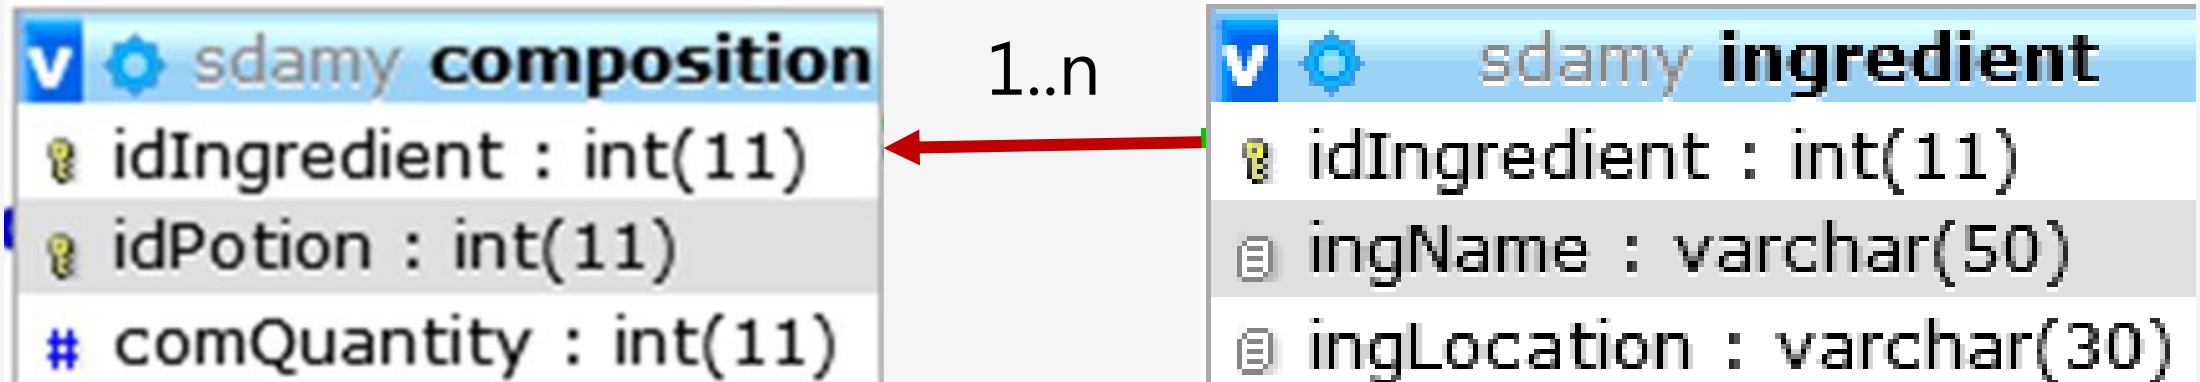 v sdamy composition
idIngredient : int(11)
idPotion : int(11)
# comQuantity : int(11)
1..n
v sdamy ingredient
idIngredient : int(11)
ingName : varchar(50)
ingLocation : varchar(30)